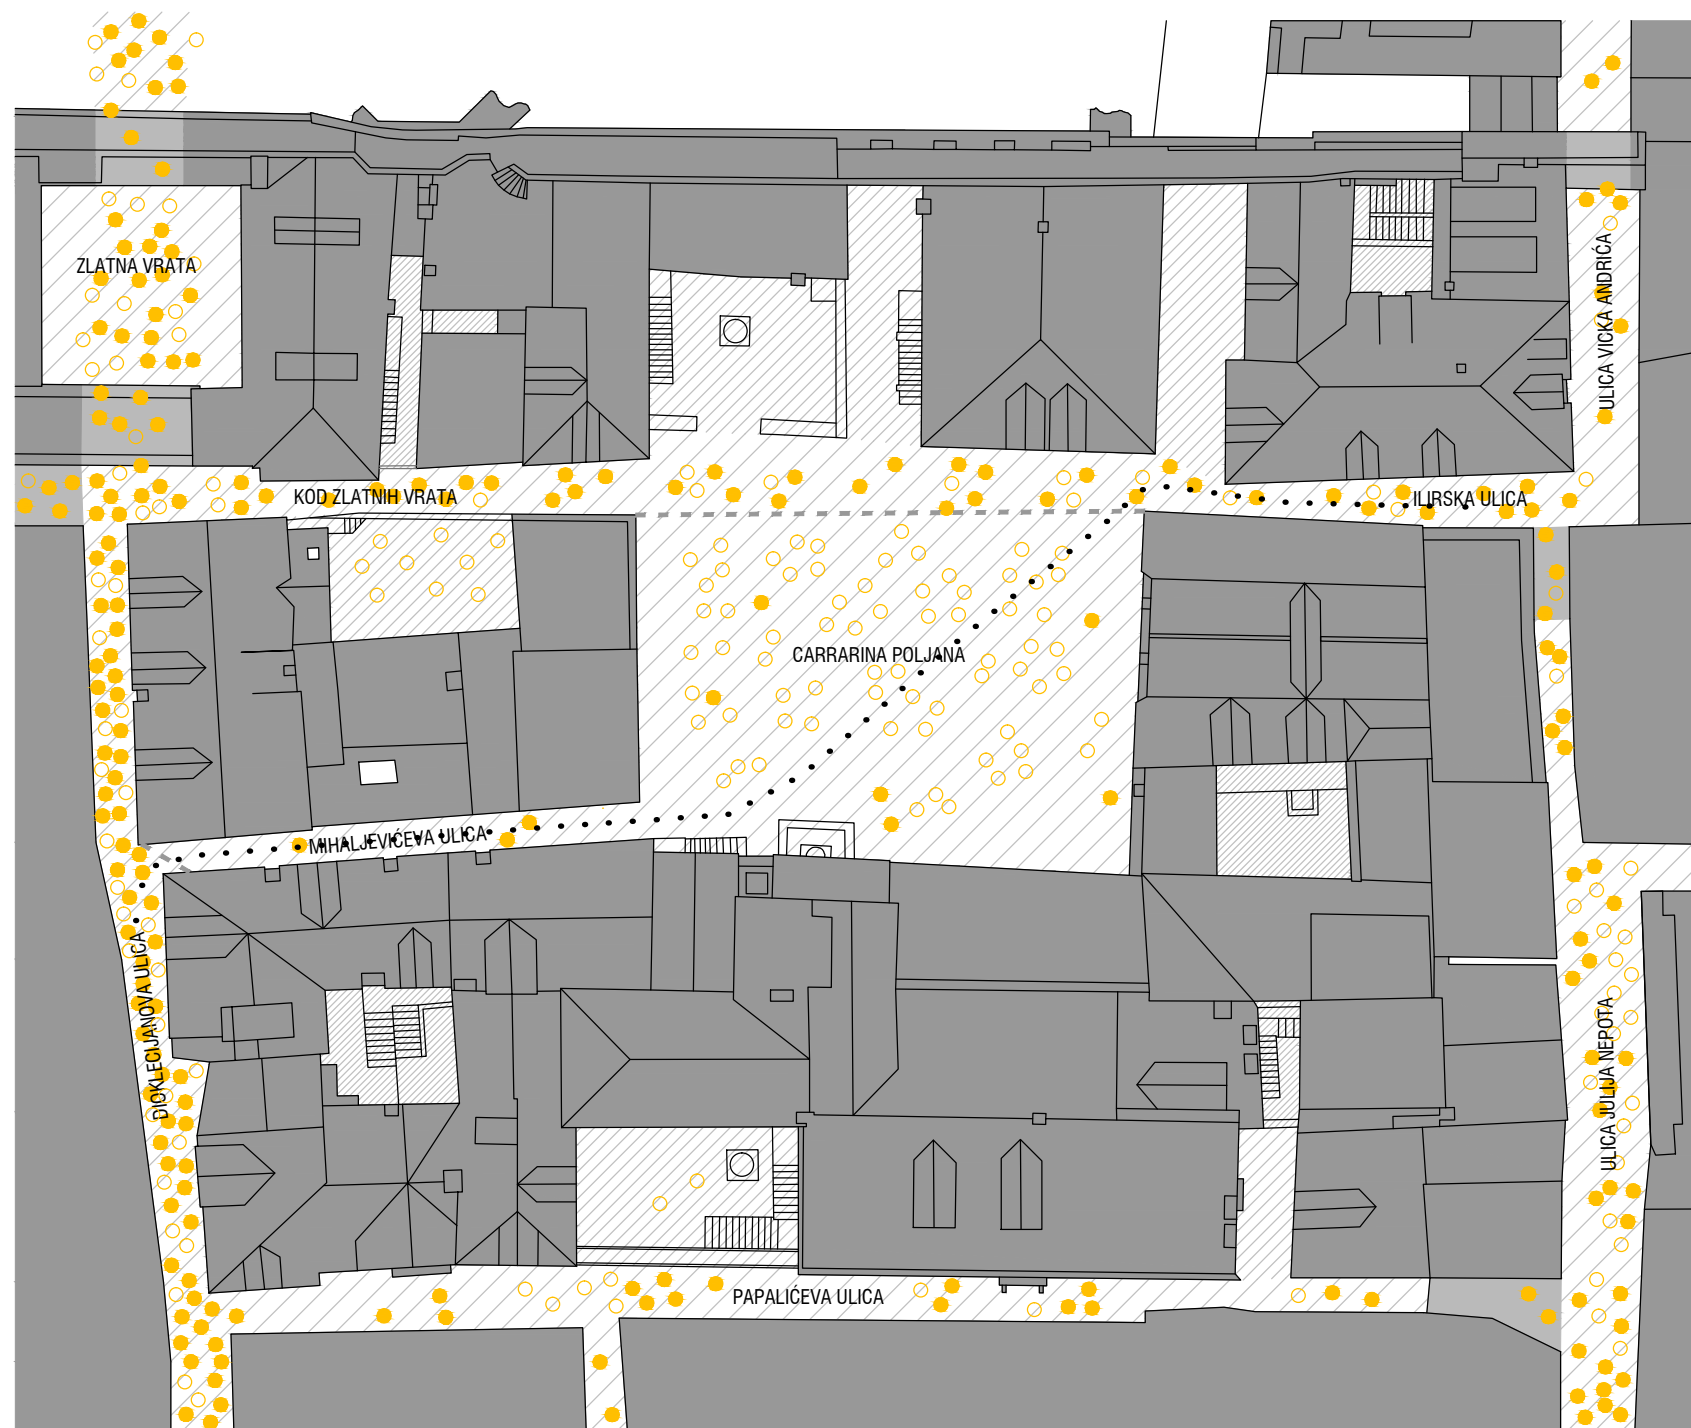 ZLATNA VRATA
ULICA VICKA ANDRIĆA
KOD ZLATNIH VRATA
ILIRSKA ULICA
CARRARINA POLJANA
MIHALJEVIĆEVA ULICA
DIOKLECIJANOVA ULICA
ULICA JULIJA NEPOTA
PAPALIĆEVA ULICA